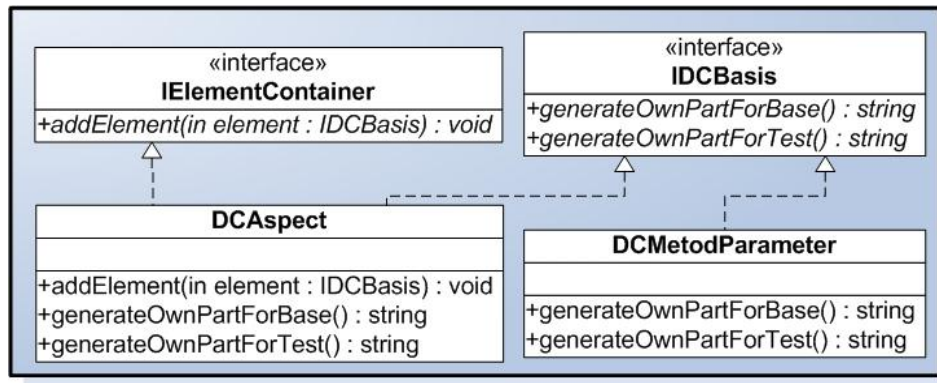 «interface»
IElementContainer
+addElement(in element : IDCBasis) : void
«interface»
IDCBasis
+generateOwnPartForBase() : string
+generateOwnPartForTest() : string
DCAspect
+addElement(in element : IDCBasis) : void
+generateOwnPartForBase() : string
+generateOwnPartForTest() : string
DCMetodParameter
+generateOwnPartForBase() : string
+generateOwnPartForTest() : string